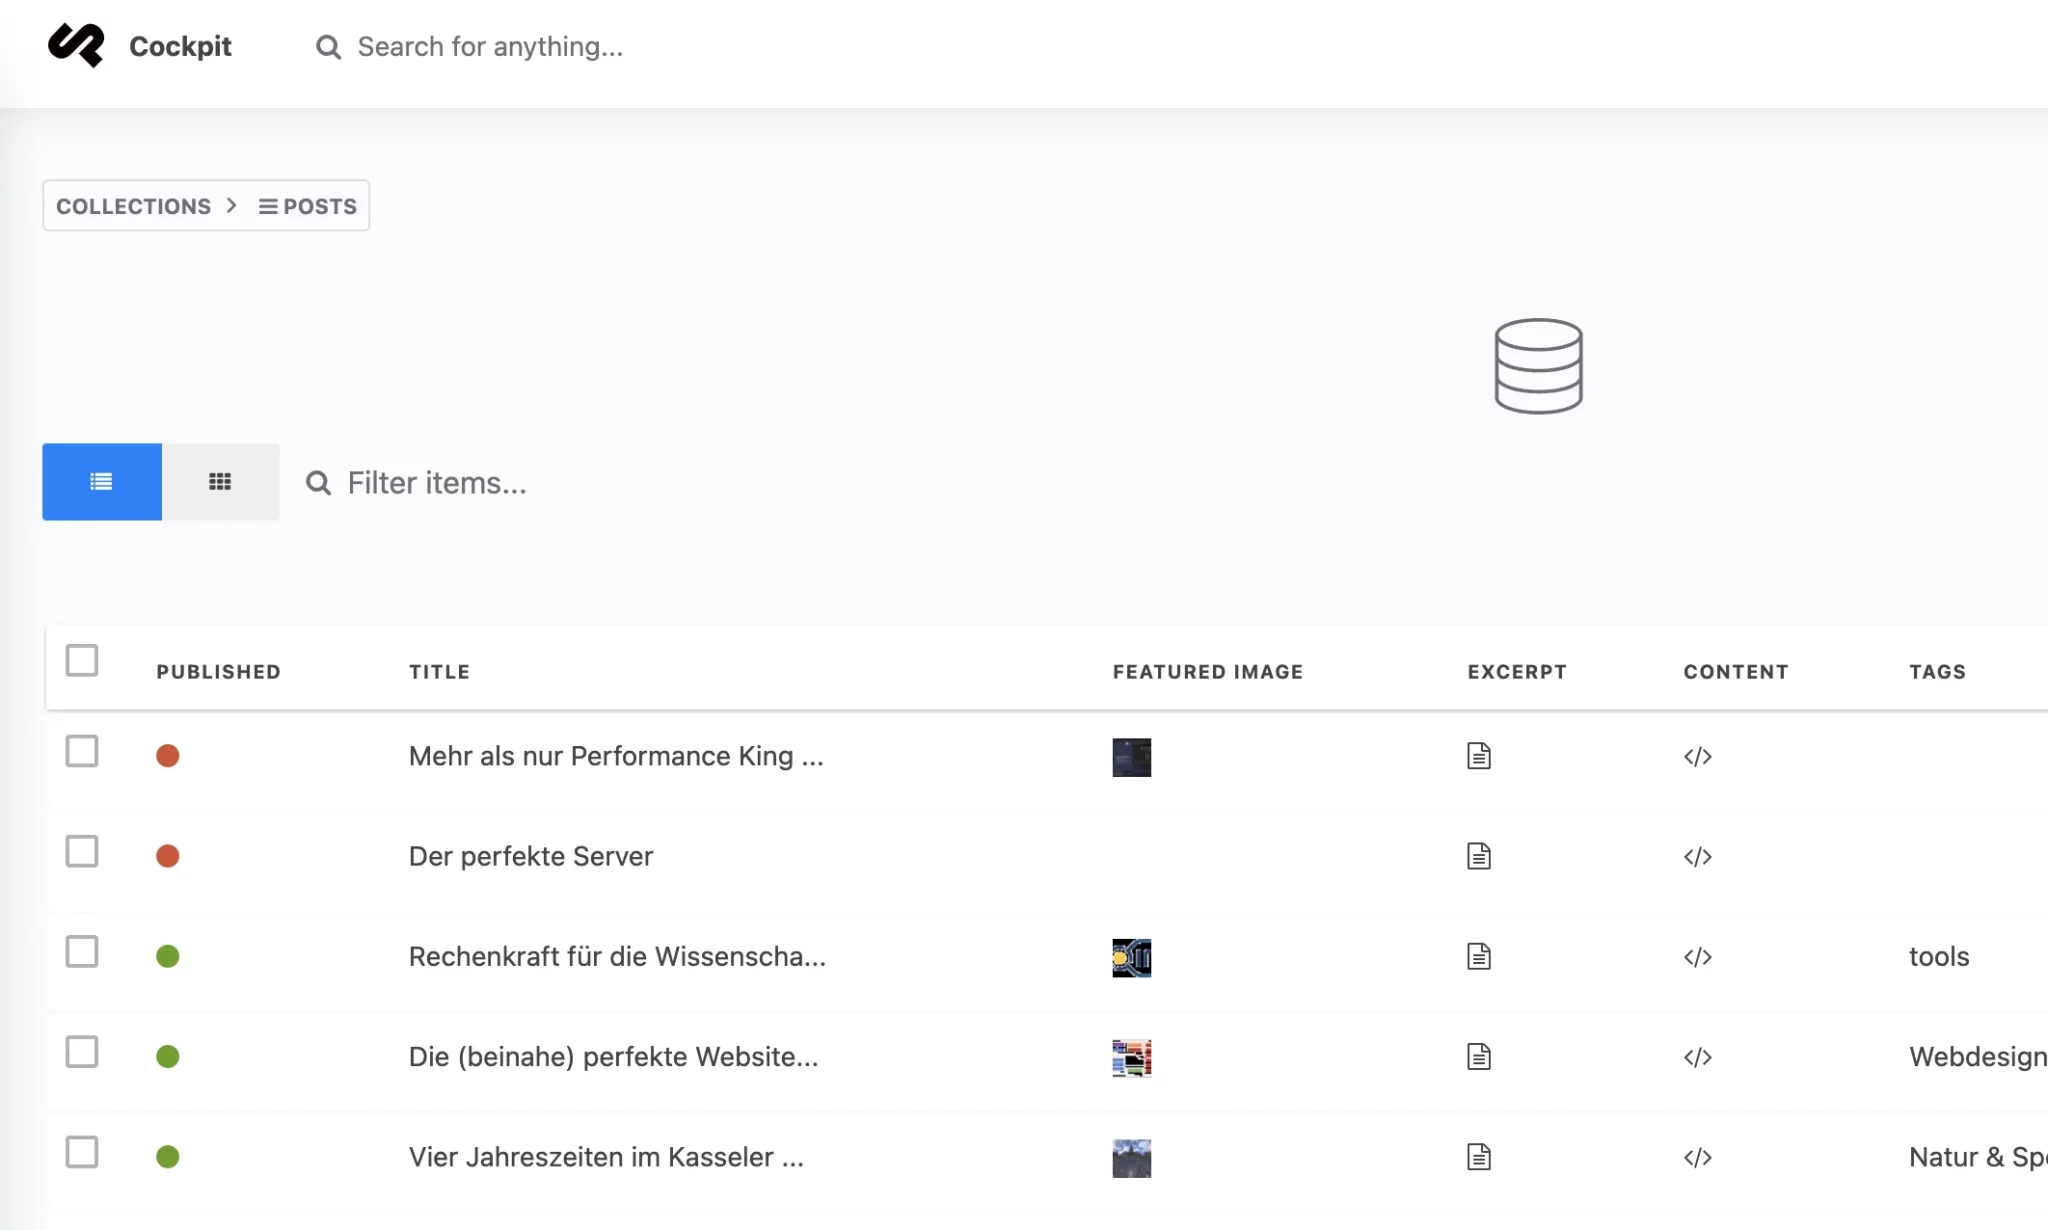 Cockpit
Search for anything...
COLLECTIONS > POSTS
Filter items...
PUBLISHED TITLE FEATURED IMAGE EXCERPT CONTENT TAGS
Mehr als nur Performance King ... </>
Der perfekte Server </>
Rechenkraft für die Wissenscha... </> tools
Die (beinahe) perfekte Website... </> Webdesign
Vier Jahreszeiten im Kasseler ... </> Natur & Sp